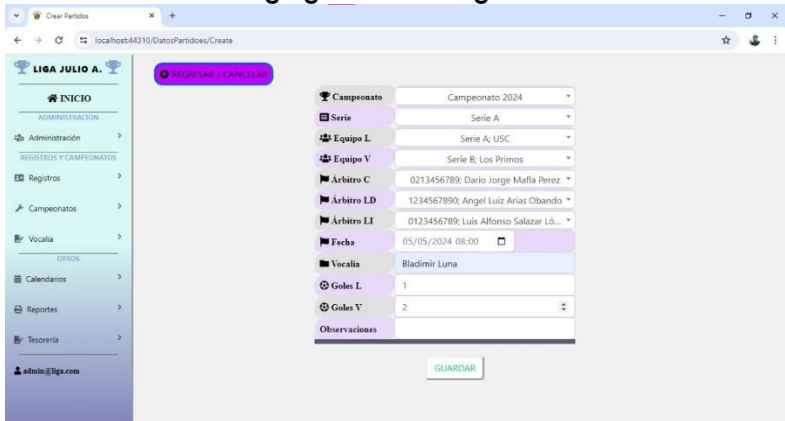 Crear Partidos
localhost:44310/DatosPartidoes/Create
LIGA JULIO A.
REGRESAR / CANCELAR
INICIO
ADMINISTRACIÓN
Administración
REGISTROS Y CAMPEONATOS
Registros
Campeonatos
Vocalia
OTROS
Calendarios
Reportes
Tesorería
admin@liga.com
Campeonato Campeonato 2024
Serie Serie A
Equipo L Serie A; USC
Equipo V Serie B; Los Primos
Árbitro C 0213456789; Dario Jorge Mafla Perez
Árbitro LD 1234567890; Angel Luiz Arias Obando
Árbitro LI 0123456789; Luis Alfonso Salazar Ló...
Fecha 05/05/2024 08:00
Vocalía Bladimir Luna
Goles L 1
Goles V 2
Observaciones
GUARDAR